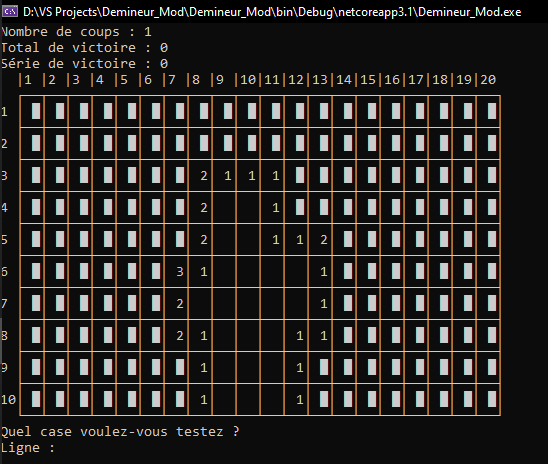 D:\VS Projects\Demineur_Mod\Demineur_Mod\bin\Debug\netcoreapp3.1\Demineur_Mod.exe
Nombre de coups : 1
Total de victoire : 0
Série de victoire : 0
|1 |2 |3 |4 |5 |6 |7 |8 |9 |10|11|12|13|14|15|16|17|18|19|20
1
2
3 2 1 1 1
4 2 1
5 2 1 1 2
6 3 1 1
7 2 1
8 2 1 1 1
9 1 1
10 1 1
Quel case voulez-vous testez ?
Ligne :